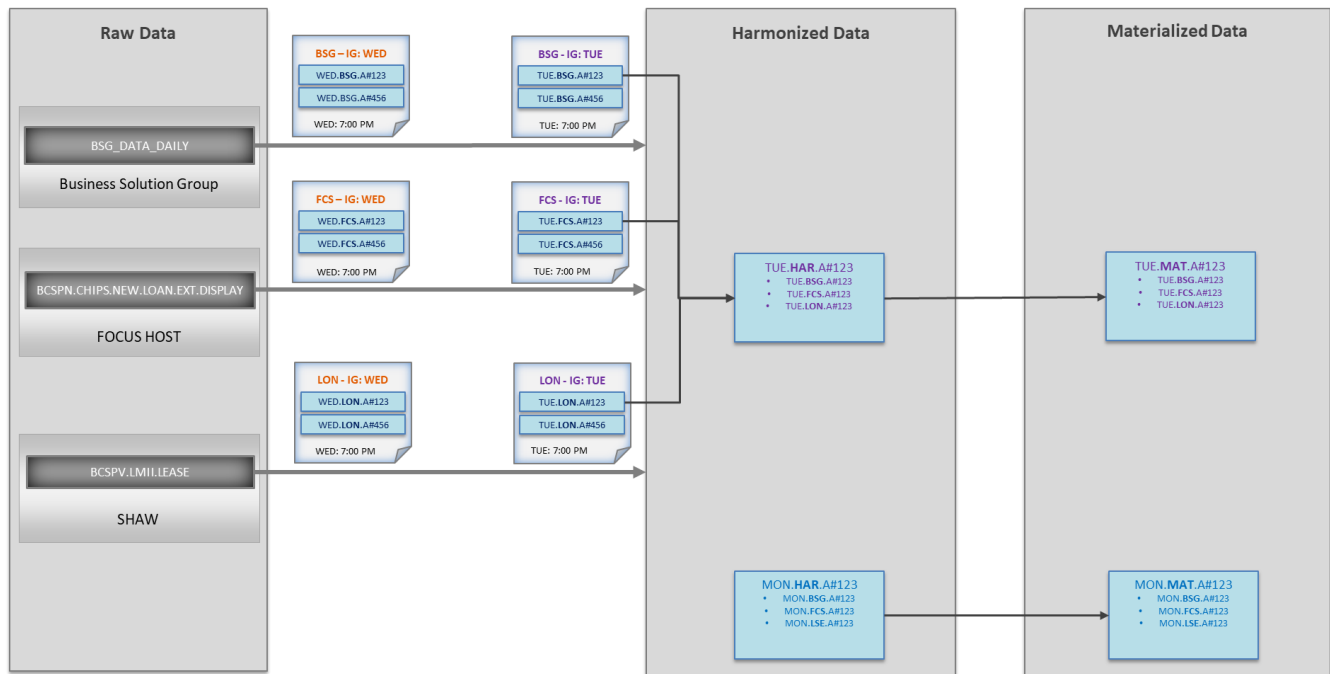 Raw Data
BSG_DATA_DAILY
Business Solution Group
BCSPN.CHIPS.NEW.LOAN.EXT.DISPLAY
FOCUS HOST
BCSPV.LMII.LEASE
SHAW
BSG – IG: WED
WED.BSG.A#123
WED.BSG.A#456
WED: 7:00 PM
BSG - IG: TUE
TUE.BSG.A#123
TUE.BSG.A#456
TUE: 7:00 PM
FCS – IG: WED
WED.FCS.A#123
WED.FCS.A#456
WED: 7:00 PM
FCS - IG: TUE
TUE.FCS.A#123
TUE.FCS.A#456
TUE: 7:00 PM
LON - IG: WED
WED.LON.A#123
WED.LON.A#456
WED: 7:00 PM
LON - IG: TUE
TUE.LON.A#123
TUE.LON.A#456
TUE: 7:00 PM
Harmonized Data
TUE.HAR.A#123
• TUE.BSG.A#123
• TUE.FCS.A#123
• TUE.LON.A#123
MON.HAR.A#123
• MON.BSG.A#123
• MON.FCS.A#123
• MON.LSE.A#123
Materialized Data
TUE.MAT.A#123
• TUE.BSG.A#123
• TUE.FCS.A#123
• TUE.LON.A#123
MON.MAT.A#123
• MON.BSG.A#123
• MON.FCS.A#123
• MON.LSE.A#123